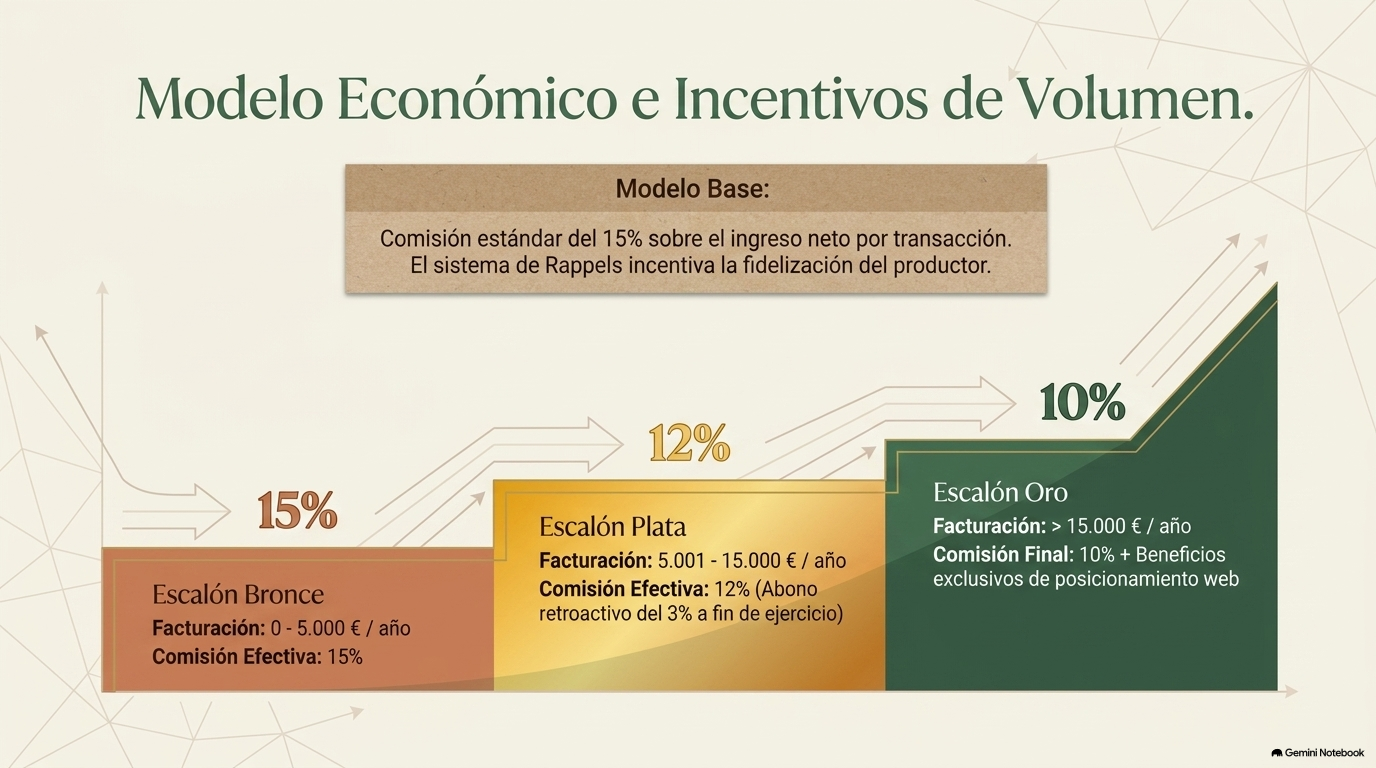 Modelo Económico e Incentivos de Volumen.
Modelo Base:
Comisión estándar del 15% sobre el ingreso neto por transacción.
El sistema de Rappels incentiva la fidelización del productor.
15%
Escalón Bronce
Facturación: 0 - 5.000 € / año
Comisión Efectiva: 15%
12%
Escalón Plata
Facturación: 5.001 - 15.000 € / año
Comisión Efectiva: 12% (Abono
retroactivo del 3% a fin de ejercicio)
10%
Escalón Oro
Facturación: > 15.000 € / año
Comisión Final: 10% + Beneficios
exclusivos de posicionamiento web
Gemini Notebook